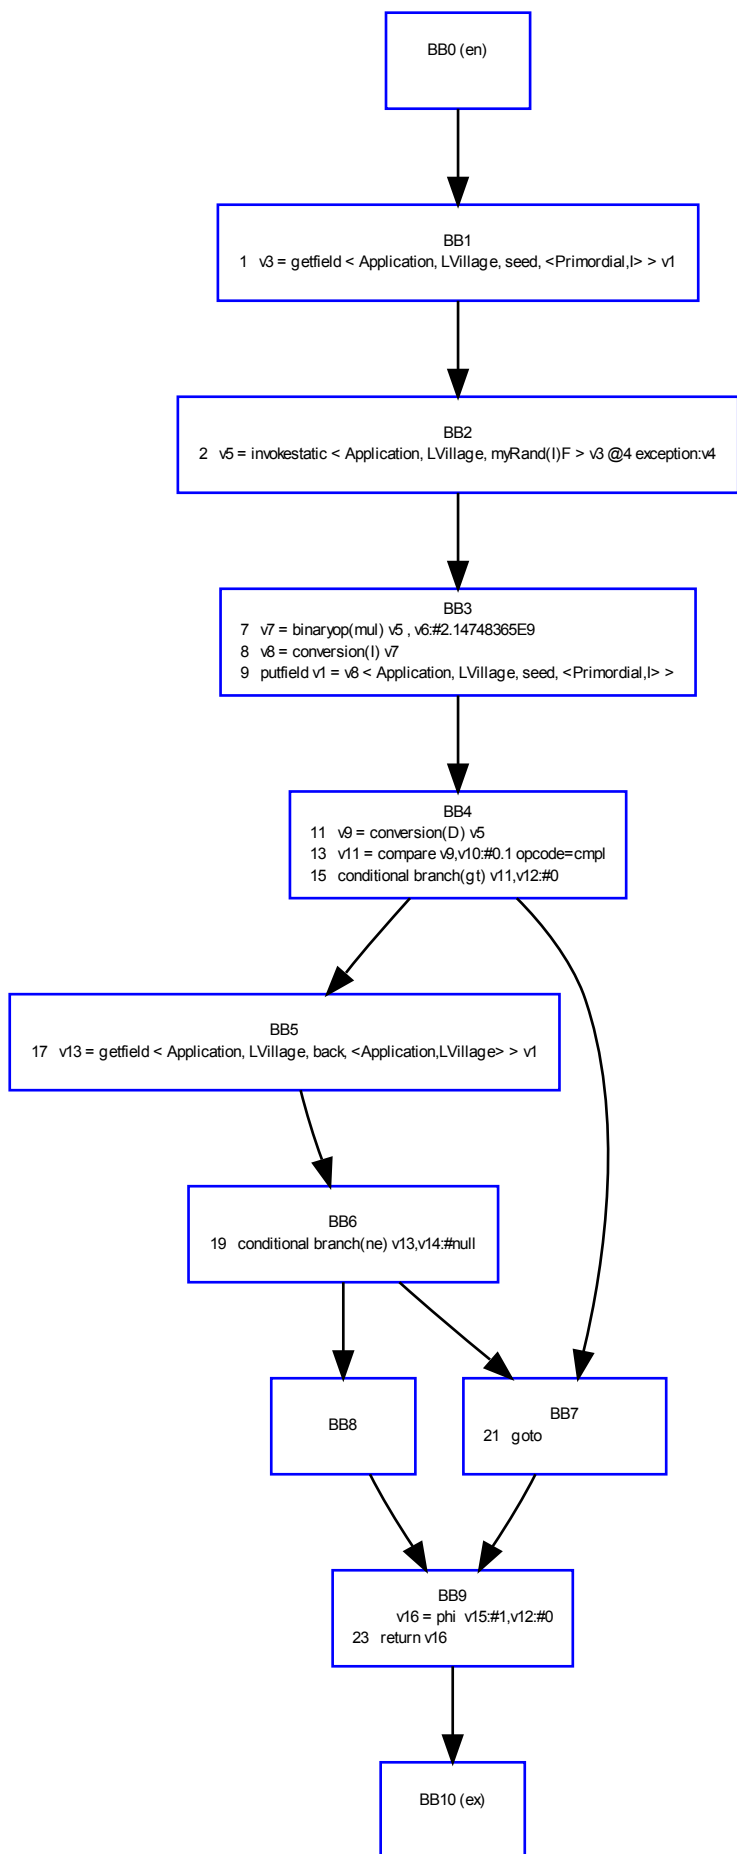 BB0 (en)
BB1
1 v3 = getfield < Application, LVillage, seed, <Primordial,I> > v1
BB2
2 v5 = invokestatic < Application, LVillage, myRand(I)F > v3 @4 exception:v4
BB3
7 v7 = binaryop(mul) v5 , v6:#2.14748365E9
8 v8 = conversion(I) v7
9 putfield v1 = v8 < Application, LVillage, seed, <Primordial,I> >
BB4
11 v9 = conversion(D) v5
13 v11 = compare v9,v10:#0.1 opcode=cmpl
15 conditional branch(gt) v11,v12:#0
BB5
17 v13 = getfield < Application, LVillage, back, <Application,LVillage> > v1
BB6
19 conditional branch(ne) v13,v14:#null
BB8
BB7
21 goto
BB9
v16 = phi v15:#1,v12:#0
23 return v16
BB10 (ex)